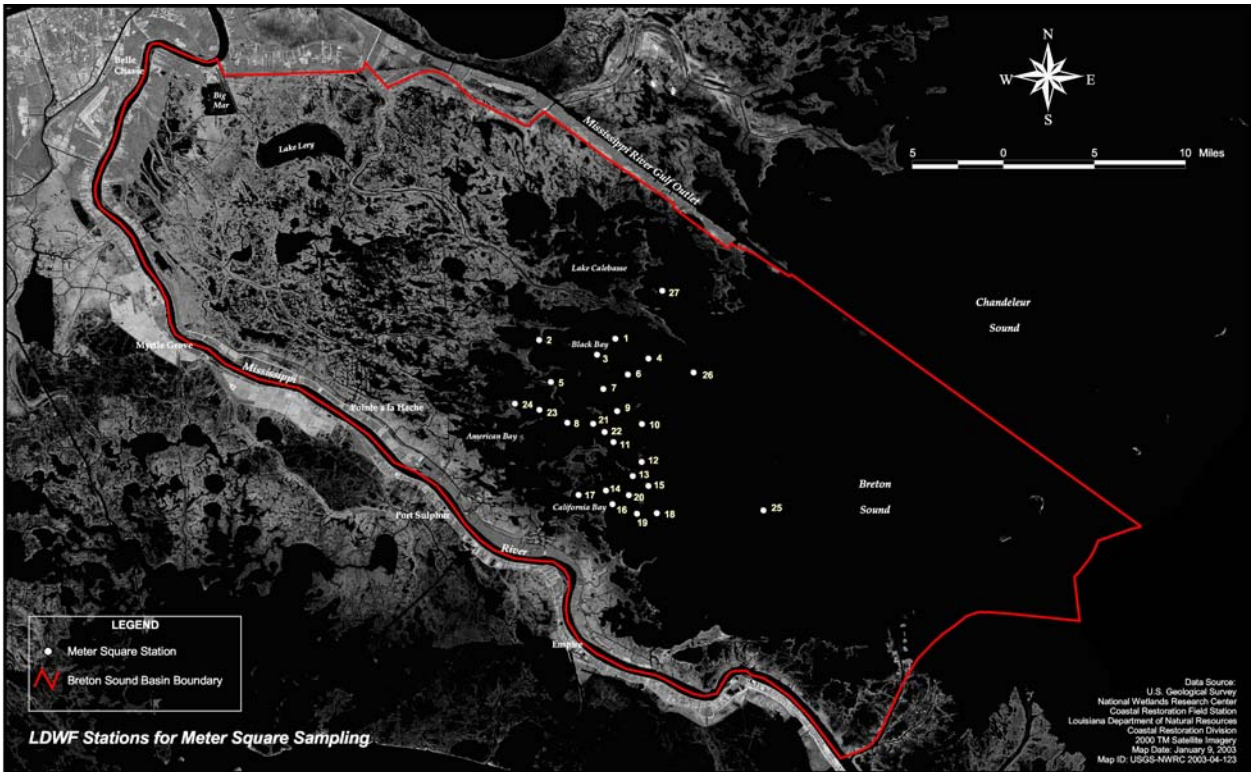 Belle
Chasse
Big
Mar
Lake Lery
Mississippi River Gulf Outlet
N
W E
S
5 0 5 10 Miles
Lake Calebasse
27
Chandeleur
Sound
1
2
Black Bay
3
4
Myrtle Grove
Mississippi
6
26
5
7
24
23
Pointe a la Hache
9
21
8
10
22
American Bay
11
12
13
15
14
17
20
Breton
Sound
California Bay
16
19
18
25
Port Sulphur
River
Empire
LEGEND
Meter Square Station
Breton Sound Basin Boundary
LDWF Stations for Meter Square Sampling
Data Source:
U.S. Geological Survey
National Wetlands Research Center
Coastal Restoration Field Station
Louisiana Department of Natural Resources
Coastal Restoration Division
2000 TM Satellite Imagery
Map Date: January 9, 2003
Map ID: USGS-NWRC 2003-04-123